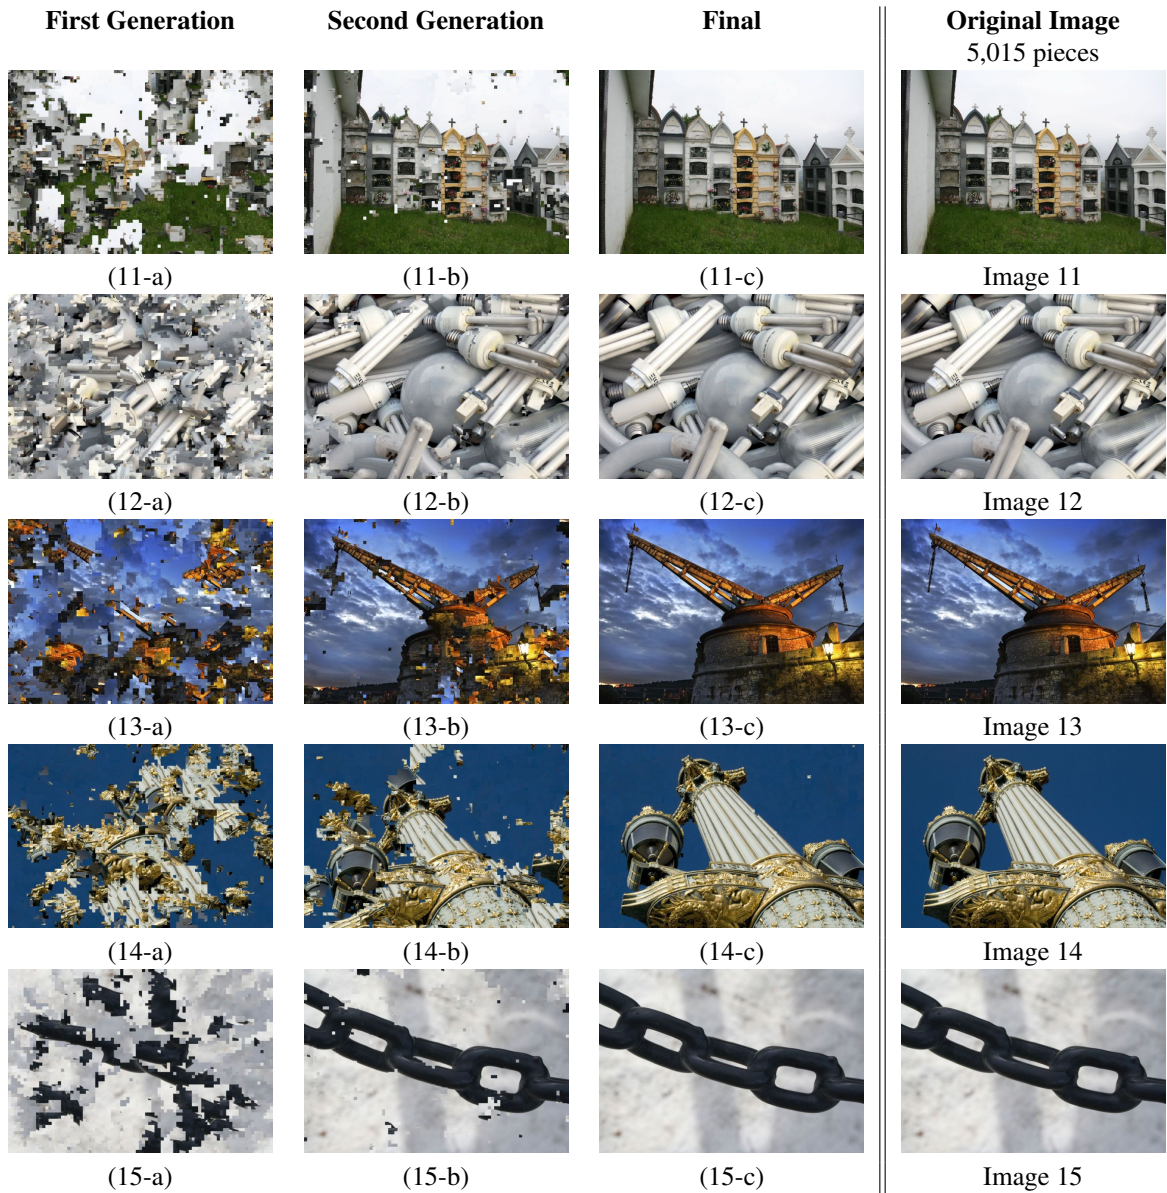 First Generation Second Generation Final Original Image
5,015 pieces
(11-a) (11-b) (11-c) Image 11
(12-a) (12-b) (12-c) Image 12
(13-a) (13-b) (13-c) Image 13
(14-a) (14-b) (14-c) Image 14
(15-a) (15-b) (15-c) Image 15